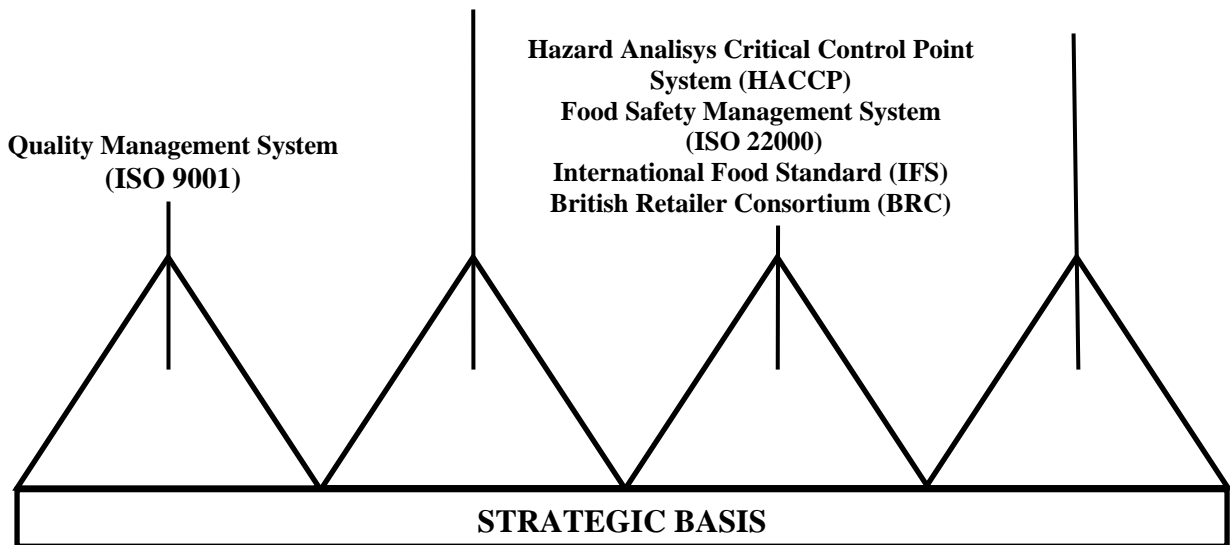 Quality Management System
(ISO 9001)
Hazard Analisys Critical Control Point
System (HACCP)
Food Safety Management System
(ISO 22000)
International Food Standard (IFS)
British Retailer Consortium (BRC)
STRATEGIC BASIS